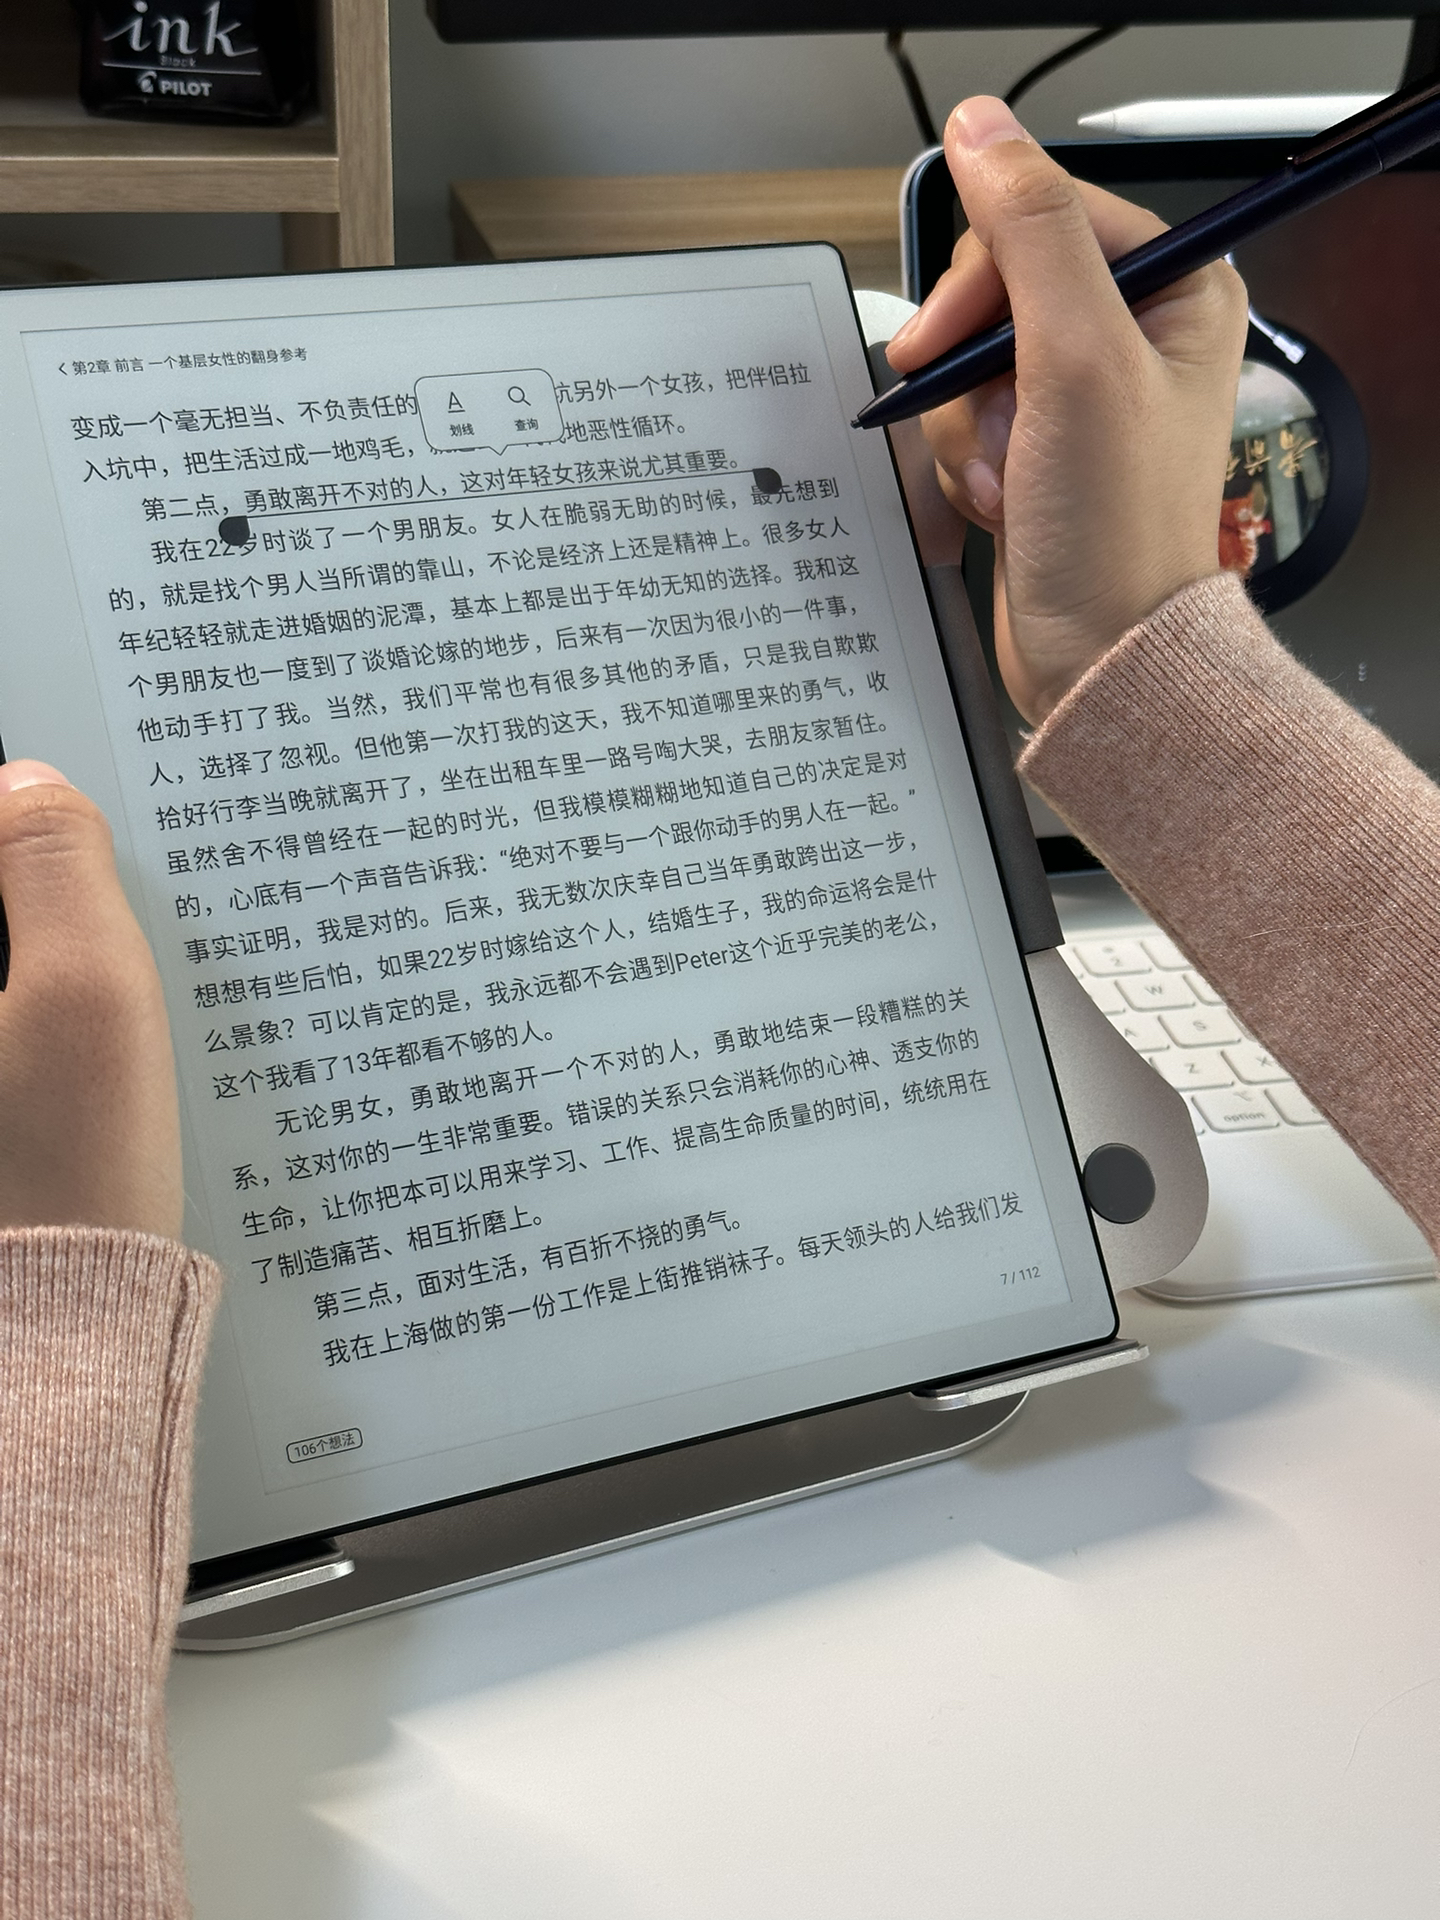 ink
Black
PILOT
第2章 前言 一个基层女性的翻身参考
变成一个毫无担当、不负责任的 坑另外一个女孩，把伴侣拉
入坑中，把生活过成一地鸡毛， 地恶性循环。
划线 查询
第二点，勇敢离开不对的人，这对年轻女孩来说尤其重要。
我在22岁时谈了一个男朋友。女人在脆弱无助的时候，最先想到
的，就是找个男人当所谓的靠山，不论是经济上还是精神上。很多女人
年纪轻轻就走进婚姻的泥潭，基本上都是出于年幼无知的选择。我和这
个男朋友也一度到了谈婚论嫁的地步，后来有一次因为很小的一件事，
他动手打了我。当然，我们平常也有很多其他的矛盾，只是我自欺欺
人，选择了忽视。但他第一次打我的这天，我不知道哪里来的勇气，收
拾好行李当晚就离开了，坐在出租车里一路号啕大哭，去朋友家暂住。
虽然舍不得曾经在一起的时光，但我模模糊糊地知道自己的决定是对
的，心底有一个声音告诉我：“绝对不要与一个跟你动手的男人在一起。”
事实证明，我是对的。后来，我无数次庆幸自己当年勇敢跨出这一步，
想想有些后怕，如果22岁时嫁给这个人，结婚生子，我的命运将会是什
么景象？可以肯定的是，我永远都不会遇到Peter这个近乎完美的老公，
这个我看了13年都看不够的人。
无论男女，勇敢地离开一个不对的人，勇敢地结束一段糟糕的关
系，这对你的一生非常重要。错误的关系只会消耗你的心神、透支你的
生命，让你把本可以用来学习、工作、提高生命质量的时间，统统用在
了制造痛苦、相互折磨上。
第三点，面对生活，有百折不挠的勇气。
我在上海做的第一份工作是上街推销袜子。每天领头的人给我们发
7 / 112
106个想法
2
W
A S
Z X
option